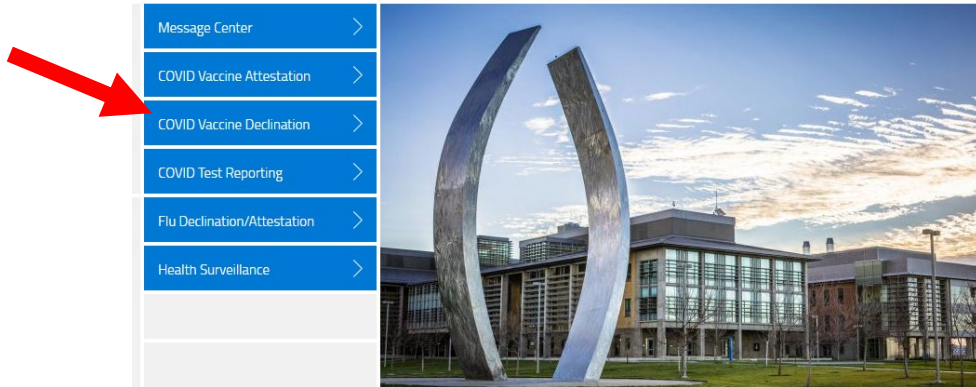 Message Center
COVID Vaccine Attestation
COVID Vaccine Declination
COVID Test Reporting
Flu Declination/Attestation
Health Surveillance